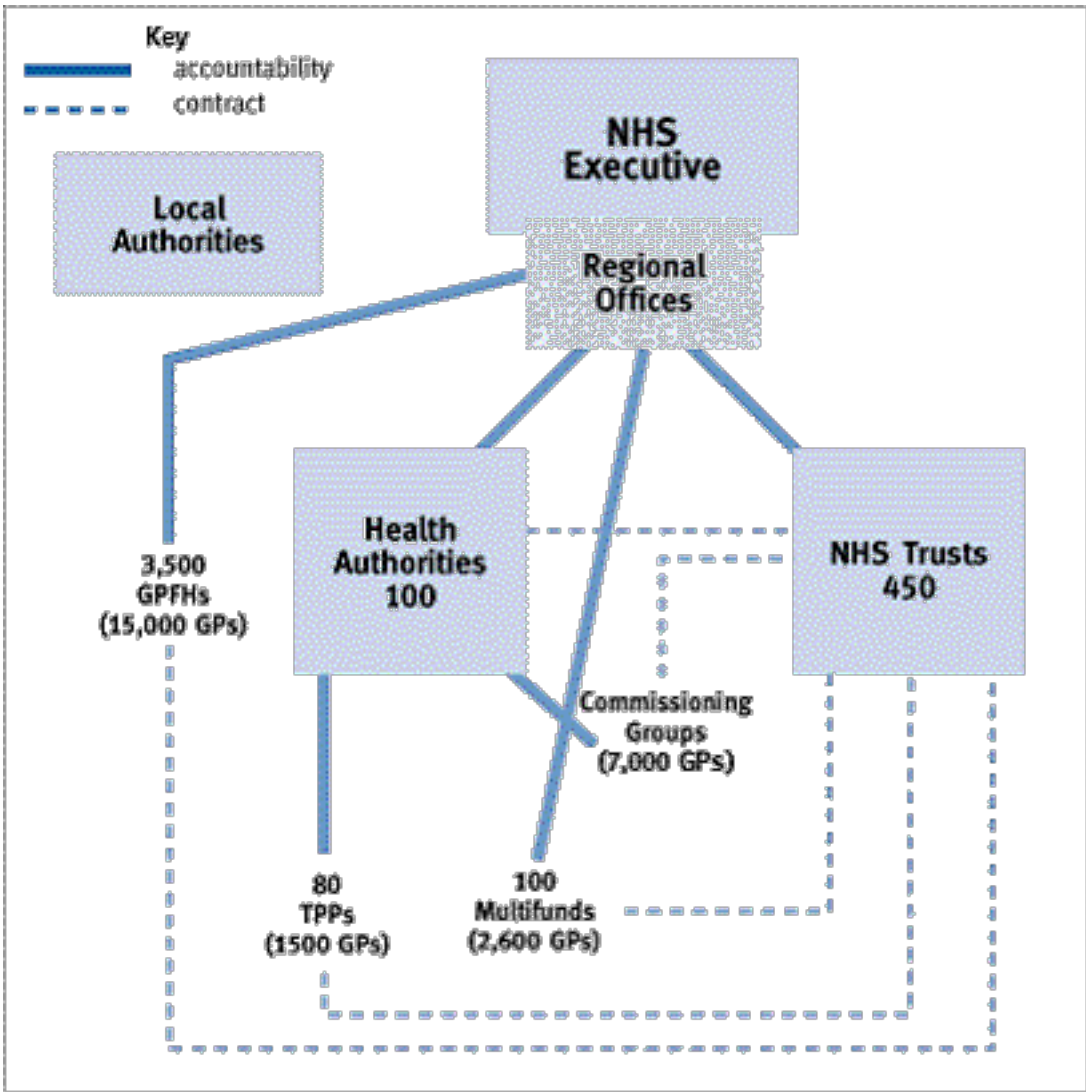 Key
accountability
contract
NHS
Executive
Local
Authorities
Regional
Offices
Health
Authorities
100
NHS Trusts
450
3,500
GPFHs
(15,000 GPs)
Commissioning
Groups
(7,000 GPs)
80
TPPs
(1500 GPs)
100
Multifunds
(2,600 GPs)